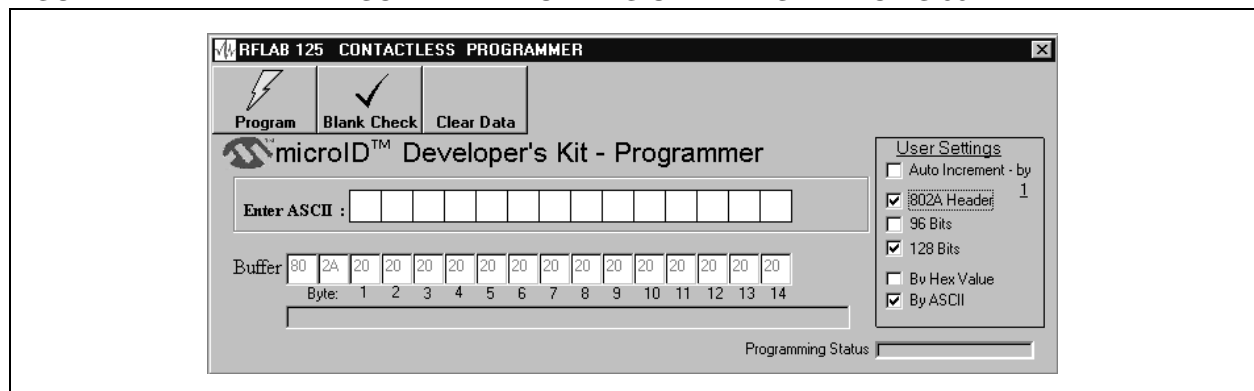 RFLAB 125 CONTACTLESS PROGRAMMER
Program Blank Check Clear Data
microID™ Developer's Kit - Programmer
Enter ASCII :
Buffer 80 2A 20 20 20 20 20 20 20 20 20 20 20 20 20 20
Byte: 1 2 3 4 5 6 7 8 9 10 11 12 13 14
User Settings
Auto Increment - by
1
802A Header
96 Bits
128 Bits
By Hex Value
By ASCII
Programming Status